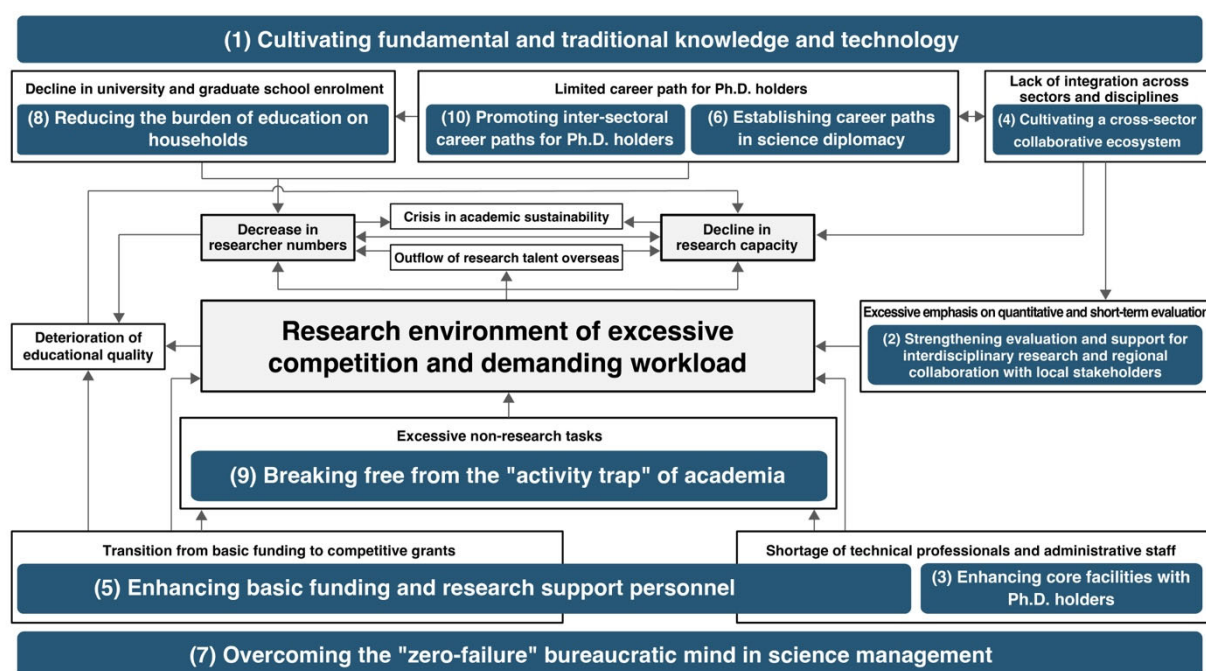 (1) Cultivating fundamental and traditional knowledge and technology
Decline in university and graduate school enrolment
(8) Reducing the burden of education on
households
Limited career path for Ph.D. holders
(10) Promoting inter-sectoral
career paths for Ph.D. holders
(6) Establishing career paths
in science diplomacy
Lack of integration across
sectors and disciplines
(4) Cultivating a cross-sector
collaborative ecosystem
Decrease in
researcher numbers
Crisis in academic sustainability
Outflow of research talent overseas
Decline in
research capacity
Deterioration of
educational quality
Research environment of excessive
competition and demanding workload
Excessive emphasis on quantitative and short-term evaluation
(2) Strengthening evaluation and support for
interdisciplinary research and regional
collaboration with local stakeholders
Excessive non-research tasks
(9) Breaking free from the "activity trap" of academia
Transition from basic funding to competitive grants
Shortage of technical professionals and administrative staff
(5) Enhancing basic funding and research support personnel
(3) Enhancing core facilities with
Ph.D. holders
(7) Overcoming the "zero-failure" bureaucratic mind in science management